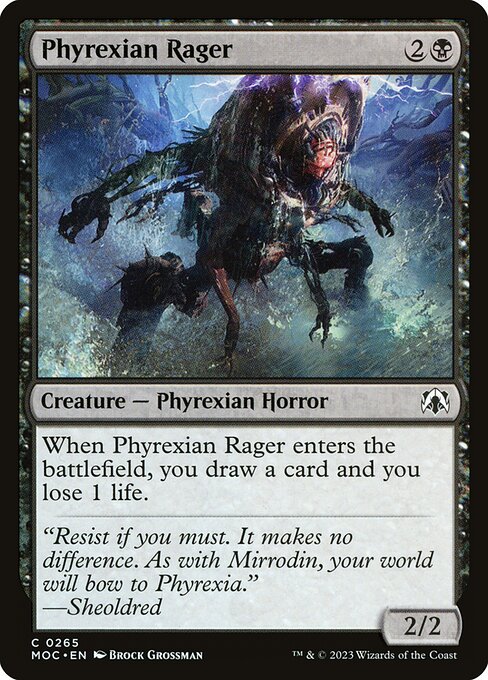 Phyrexian Rager 2
Creature — Phyrexian Horror
When Phyrexian Rager enters the
battlefield, you draw a card and you
lose 1 life.
“Resist if you must. It makes no
difference. As with Mirrodin, your world
will bow to Phyrexia.”
—Sheoldred
2/2
C 0265
MOC • EN Brock Grossman
™ & © 2023 Wizards of the Coast